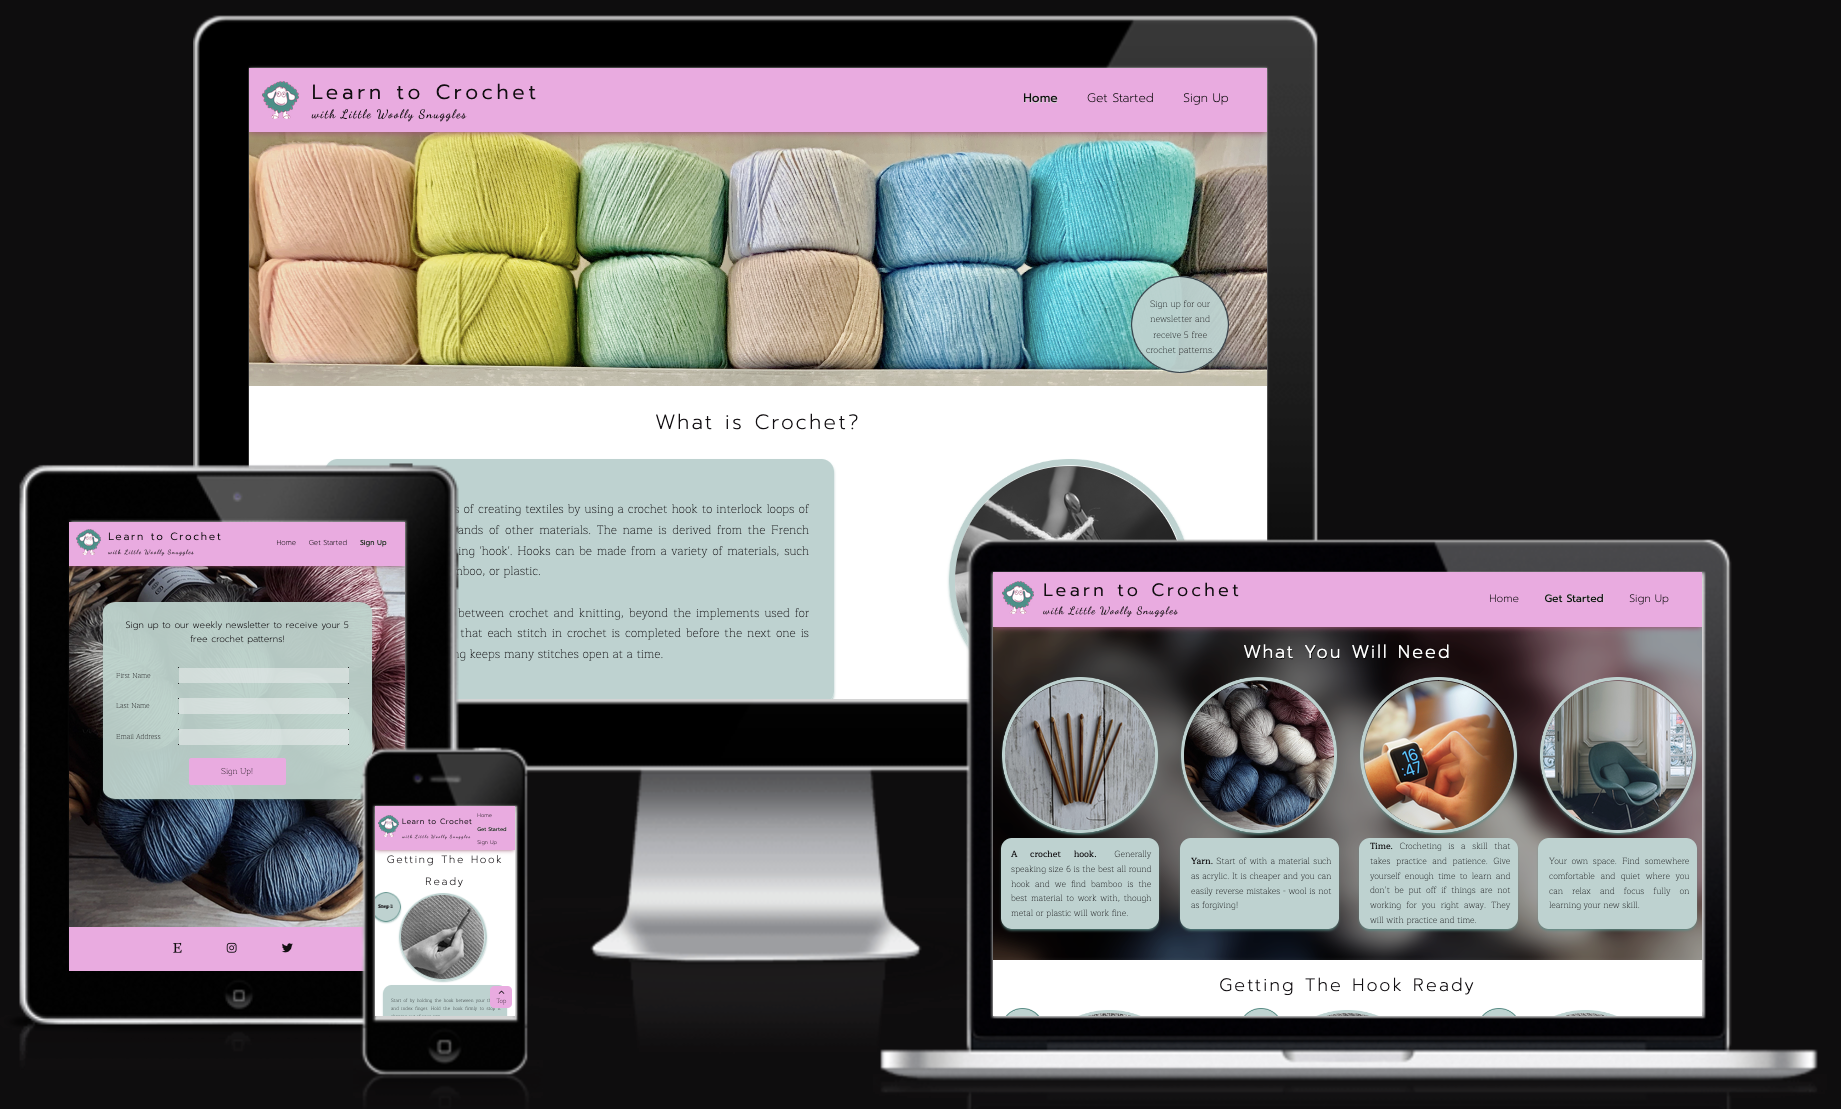 Learn to Crochet
with Little Woolly Snuggles
Home
Get Started
Sign Up
Sign up for our
newsletter and
receive 5 free
crochet patterns.
What is Crochet?
of creating textiles by using a crochet hook to interlock loops of
of other materials. The name is derived from the French
'hook'. Hooks can be made from a variety of materials, such
or plastic.
between crochet and knitting, beyond the implements used for
that each stitch in crochet is completed before the next one is
keeps many stitches open at a time.
Learn to Crochet
with Little Woolly Snuggles
Home
Get Started
Sign Up
Sign up to our weekly newsletter to receive your 5
free crochet patterns!
First Name
Last Name
Email Address
Sign Up!
E
Learn to Crochet
with Little Woolly Snuggles
Home
Get Started
Sign Up
Getting The Hook
Ready
Step 1
Start of by holding the hook between your
and index finger. Hold the hook firmly to stop
Top
Learn to Crochet
with Little Woolly Snuggles
Home
Get Started
Sign Up
What You Will Need
16
:47
A crochet hook. Generally
speaking size 6 is the best all round
hook and we find bamboo is the
best material to work with, though
metal or plastic will work fine.
Yarn. Start of with a material such
as acrylic. It is cheaper and you can
easily reverse mistakes - wool is not
as forgiving!
Time. Crocheting is a skill that
takes practice and patience. Give
yourself enough time to learn and
don't be put off if things are not
working for you right away. They
will with practice and time.
Your own space. Find somewhere
comfortable and quiet where you
can relax and focus fully on
learning your new skill.
Getting The Hook Ready